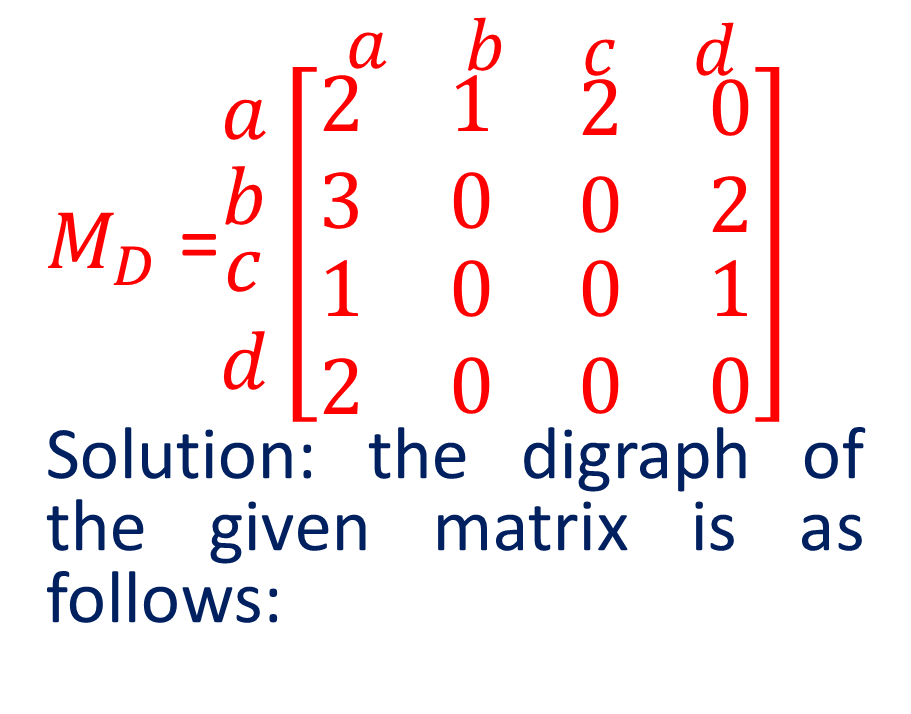 a b c d
a 2 1 2 0
b 3 0 0 2
M_D =
c 1 0 0 1
d 2 0 0 0
Solution: the digraph of
the given matrix is as
follows: